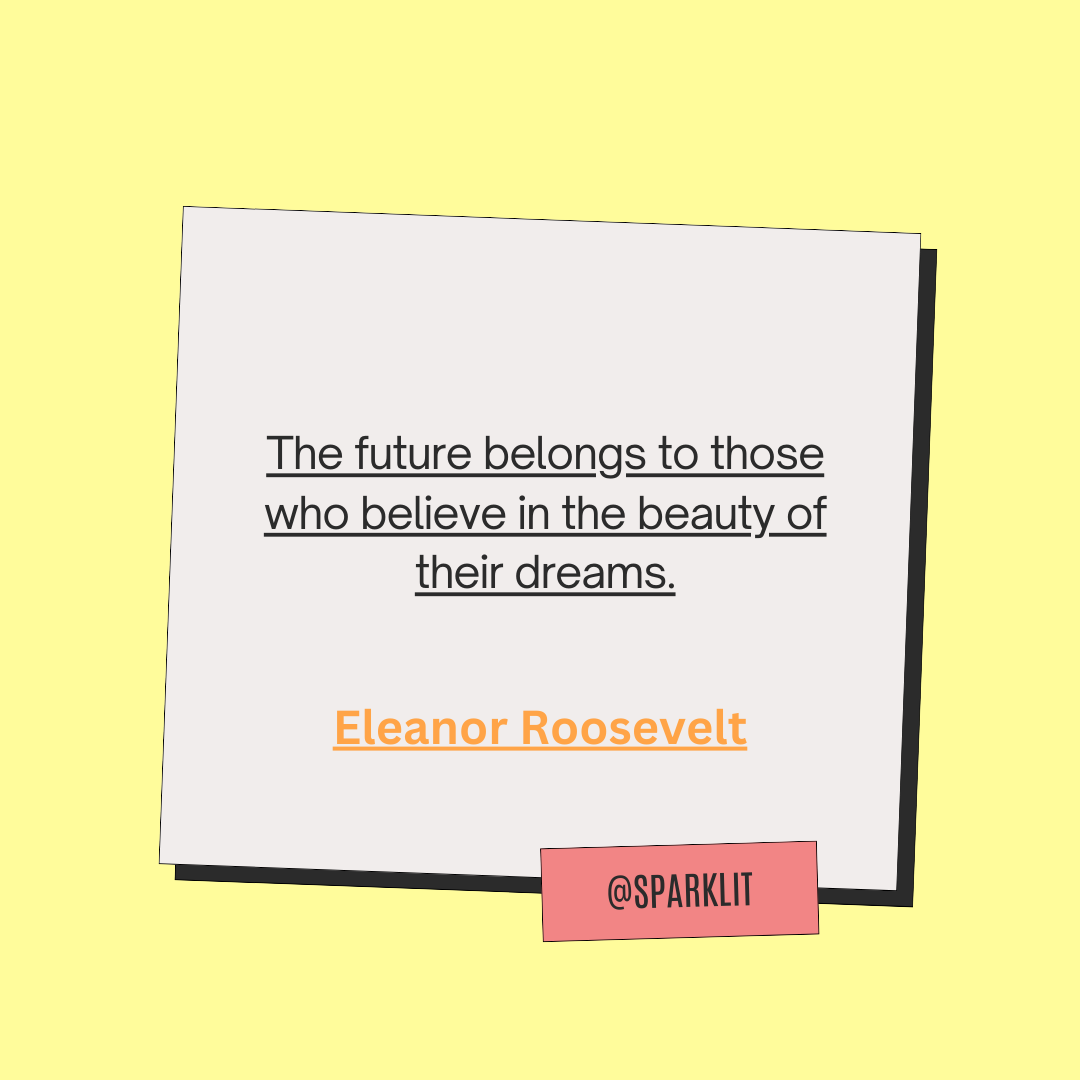 The future belongs to those
who believe in the beauty of
their dreams.
Eleanor Roosevelt
@SPARKLIT